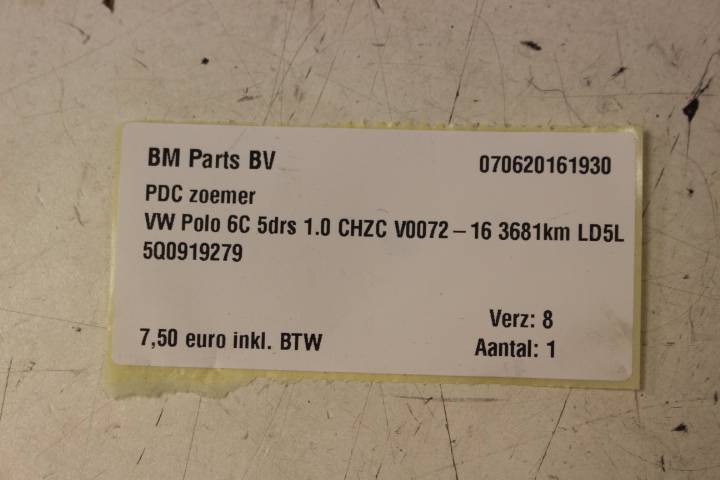 BM Parts BV 070620161930
PDC zoemer
VW Polo 6C 5drs 1.0 CHZC V0072 – 16 3681km LD5L
5Q0919279
Verz: 8
7,50 euro inkl. BTW Aantal: 1